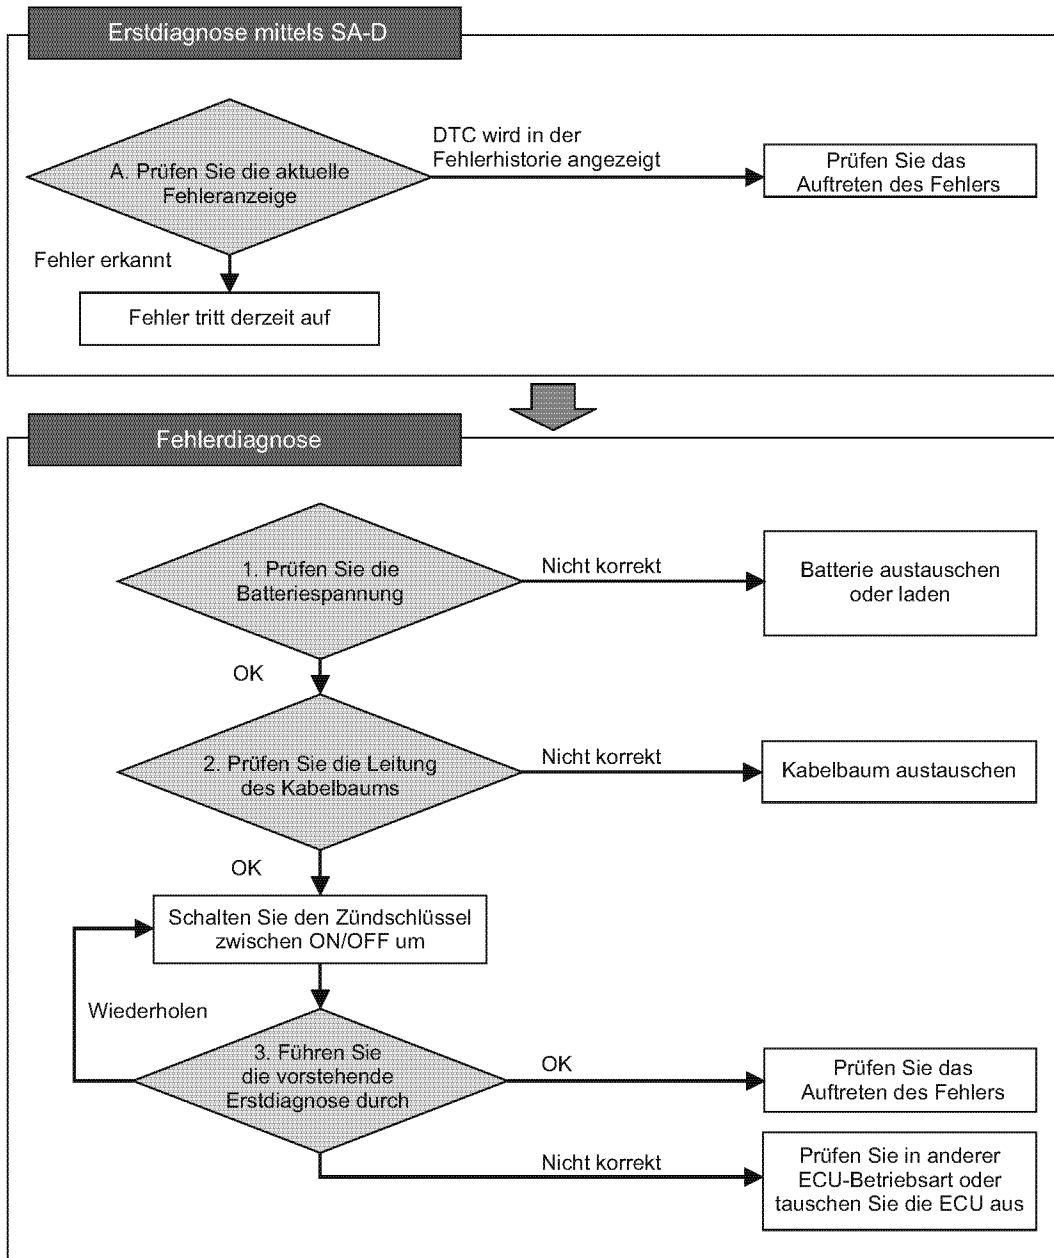 Erstdiagnose mittels SA-D
DTC wird in der
Fehlerhistorie angezeigt
A. Prüfen Sie die aktuelle
Fehleranzeige
Prüfen Sie das
Auftreten des Fehlers
Fehler erkannt
Fehler tritt derzeit auf
Fehlerdiagnose
1. Prüfen Sie die
Batteriespannung
Nicht korrekt
Batterie austauschen
oder laden
OK
2. Prüfen Sie die Leitung
des Kabelbaums
Nicht korrekt
Kabelbaum austauschen
OK
Schalten Sie den Zündschlüssel
zwischen ON/OFF um
Wiederholen
3. Führen Sie
die vorstehende
Erstdiagnose durch
OK
Prüfen Sie das
Auftreten des Fehlers
Nicht korrekt
Prüfen Sie in anderer
ECU-Betriebsart oder
tauschen Sie die ECU aus